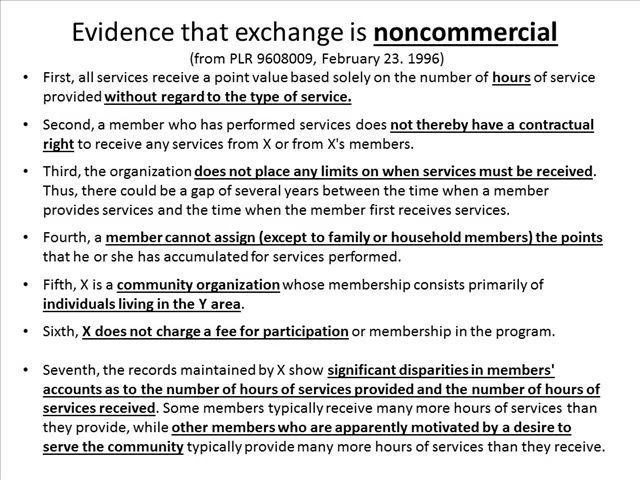 Evidence that exchange is noncommercial
(from PLR 9608009, February 23. 1996)
• First, all services receive a point value based solely on the number of hours of service
provided without regard to the type of service.
• Second, a member who has performed services does not thereby have a contractual
right to receive any services from X or from X's members.
• Third, the organization does not place any limits on when services must be received.
Thus, there could be a gap of several years between the time when a member
provides services and the time when the member first receives services.
• Fourth, a member cannot assign (except to family or household members) the points
that he or she has accumulated for services performed.
• Fifth, X is a community organization whose membership consists primarily of
individuals living in the Y area.
• Sixth, X does not charge a fee for participation or membership in the program.
• Seventh, the records maintained by X show significant disparities in members'
accounts as to the number of hours of services provided and the number of hours of
services received. Some members typically receive many more hours of services than
they provide, while other members who are apparently motivated by a desire to
serve the community typically provide many more hours of services than they receive.